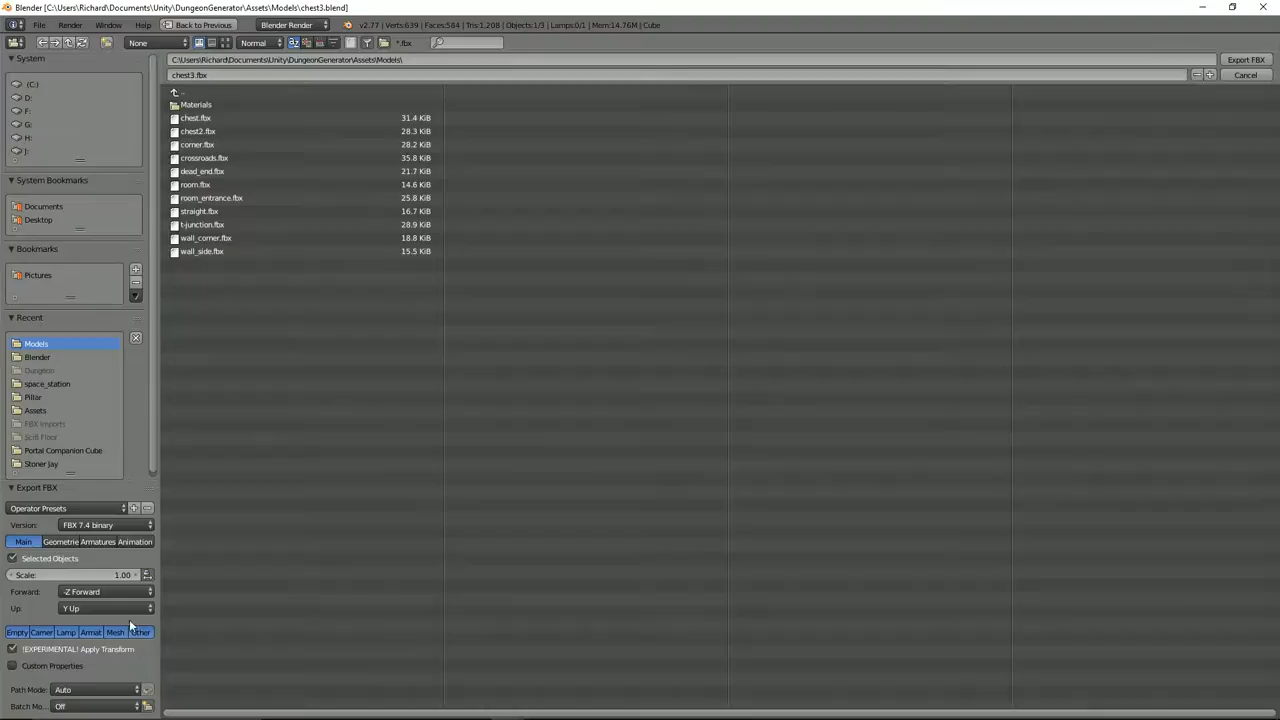 Blender [C:\Users\Richard\Documents\Unity\DungeonGenerator\Assets\Models\chest3.blend]
File Render Window Help Back to Previous Blender Render v2.77 | Verts:639 | Faces:584 | Tris:1,208 | Objects:1/3 | Lamps:0/1 | Mem:14.76M | Cube
None Normal *.fbx
System
C:\Users\Richard\Documents\Unity\DungeonGenerator\Assets\Models\ Export FBX
chest3.fbx Cancel
(C:)
D:
F:
G:
H:
J:
..
Materials
chest.fbx 31.4 KiB
chest2.fbx 28.3 KiB
corner.fbx 28.2 KiB
crossroads.fbx 35.8 KiB
dead_end.fbx 21.7 KiB
room.fbx 14.6 KiB
room_entrance.fbx 25.8 KiB
straight.fbx 16.7 KiB
t-junction.fbx 28.9 KiB
wall_corner.fbx 18.8 KiB
wall_side.fbx 15.5 KiB
System Bookmarks
Documents
Desktop
Bookmarks
Pictures
Recent
Models
Blender
Dungeon
space_station
Pillar
Assets
FBX Imports
Scifi Floor
Portal Companion Cube
Stoner Jay
Export FBX
Operator Presets
Version: FBX 7.4 binary
Main Geometrie Armatures Animation
Selected Objects
Scale: 1.00
Forward: -Z Forward
Up: Y Up
Empty Camer Lamp Armat Mesh Other
!EXPERIMENTAL! Apply Transform
Custom Properties
Path Mode: Auto
Batch Mo... Off